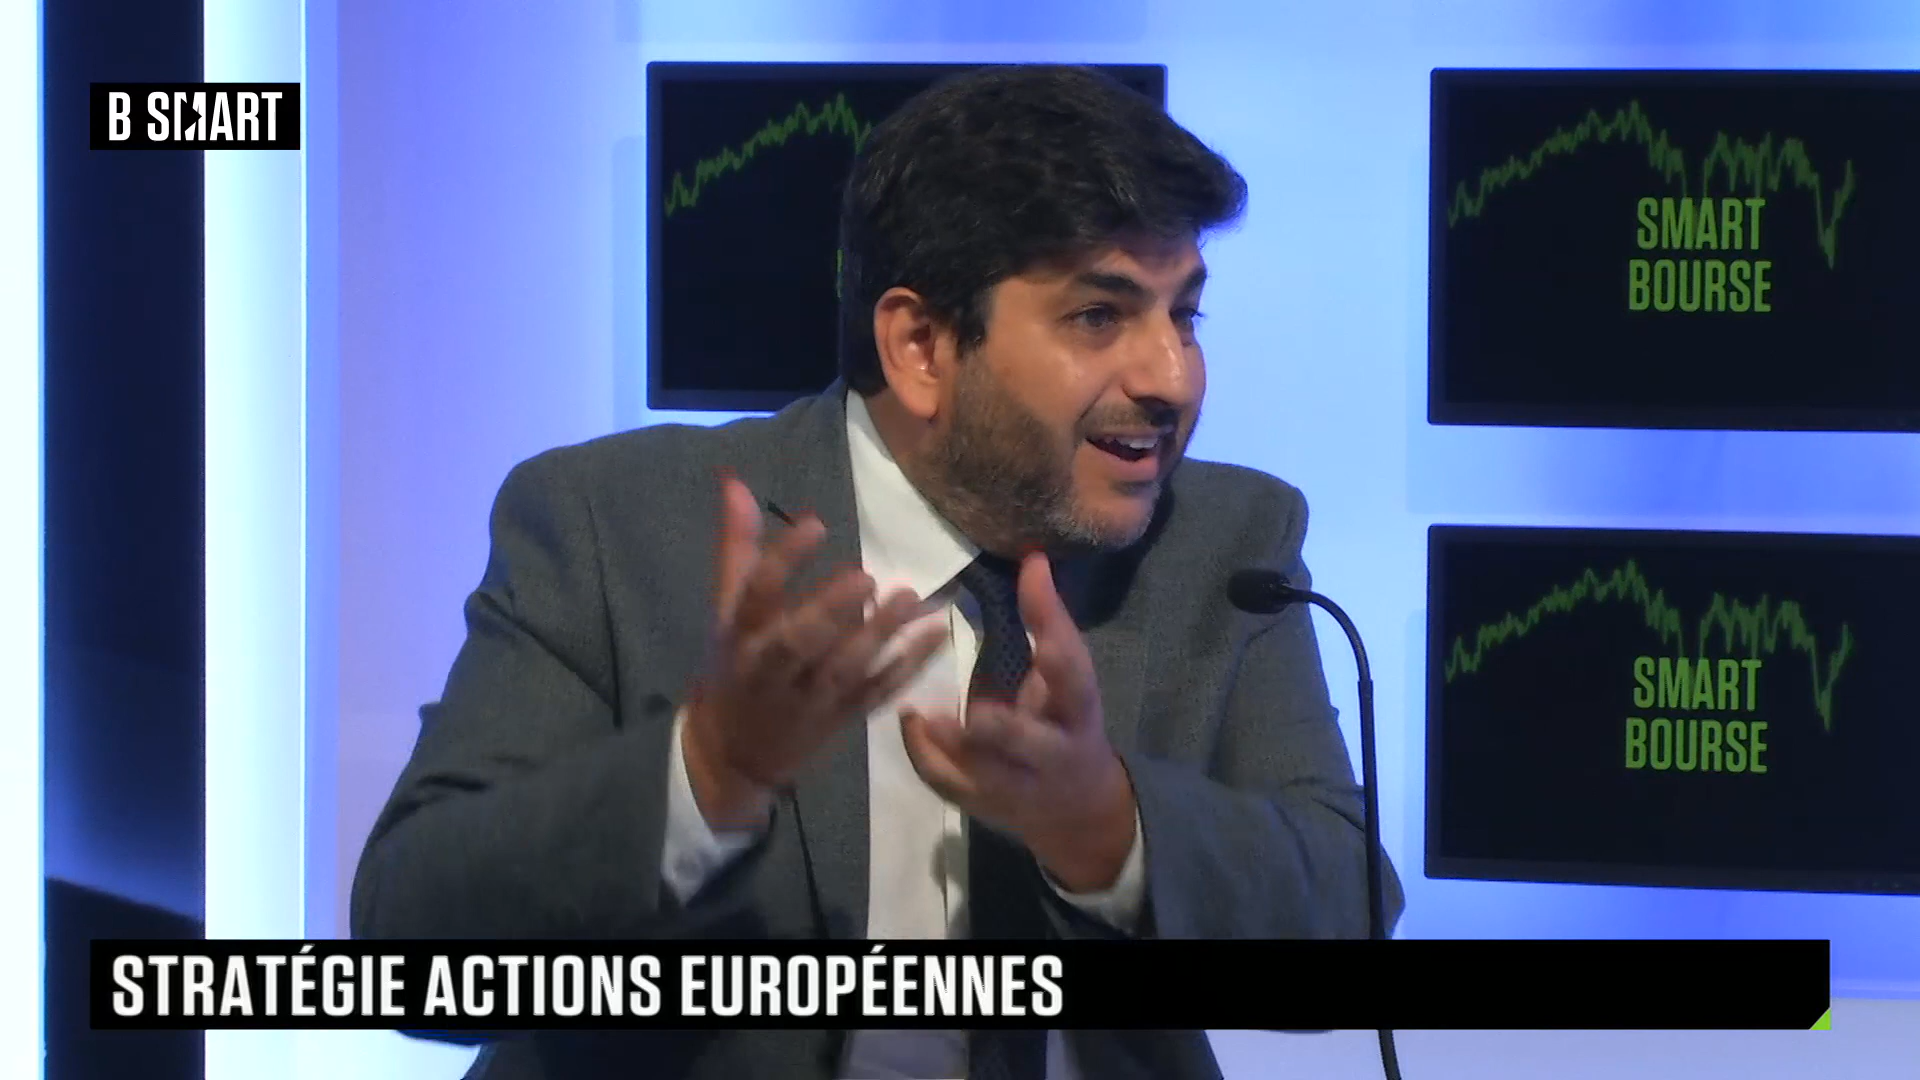 B SMART
SMART
BOURSE
SMART
BOURSE
STRATÉGIE ACTIONS EUROPÉENNES